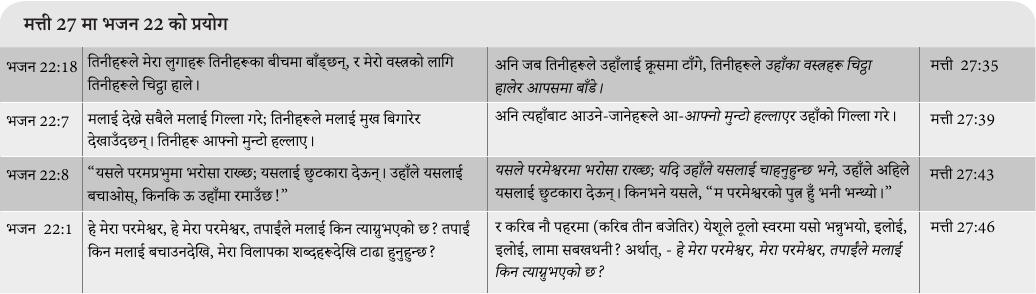 मत्ती 27 मा भजन 22 को प्रयोग
भजन 22:18
तिनीहरूले मेरा लुगाहरू तिनीहरूका बीचमा बाँड्छन्, र मेरो वस्त्रको लागि
तिनीहरूले चिट्ठा हाले।
अनि जब तिनीहरूले उहाँलाई क्रूसमा टाँगे, तिनीहरूले उहाँका वस्त्रहरू चिट्ठा
हालेर आपसमा बाँडे।
मत्ती 27:35
भजन 22:7
मलाई देख्ने सबैले मलाई गिल्ला गरे; तिनीहरूले मलाई मुख बिगारेर
देखाउँदछन्। तिनीहरू आफ्नो मुन्टो हल्लाए।
अनि त्यहाँबाट आउने-जानेहरूले आ-आफ्नो मुन्टो हल्लाएर उहाँको गिल्ला गरे।
मत्ती 27:39
भजन 22:8
“यसले परमप्रभुमा भरोसा राख्छ; यसलाई छुटकारा देऊन्। उहाँले यसलाई
बचाओस्, किनकि ऊ उहाँमा रमाउँछ!”
यसले परमेश्वरमा भरोसा राख्छ; यदि उहाँले यसलाई चाहनुहुन्छ भने, उहाँले अहिले
यसलाई छुटकारा देऊन्। किनभने यसले, “म परमेश्वरको पुत्र हुँ भनी भन्थ्यो।”
मत्ती 27:43
भजन 22:1
हे मेरा परमेश्वर, हे मेरा परमेश्वर, तपाईंले मलाई किन त्याग्नुभएको छ? तपाईं
किन मलाई बचाउनदेखि, मेरा विलापका शब्दहरूदेखि टाढा हुनुहुन्छ?
र करिब नौ पहरमा (करिब तीन बजेतिर) येशूले ठूलो स्वरमा यसो भन्नुभयो, इलोई,
इलोई, लामा सबखथनी? अर्थात्, - हे मेरा परमेश्वर, मेरा परमेश्वर, तपाईंले मलाई
किन त्याग्नुभएको छ?
मत्ती 27:46